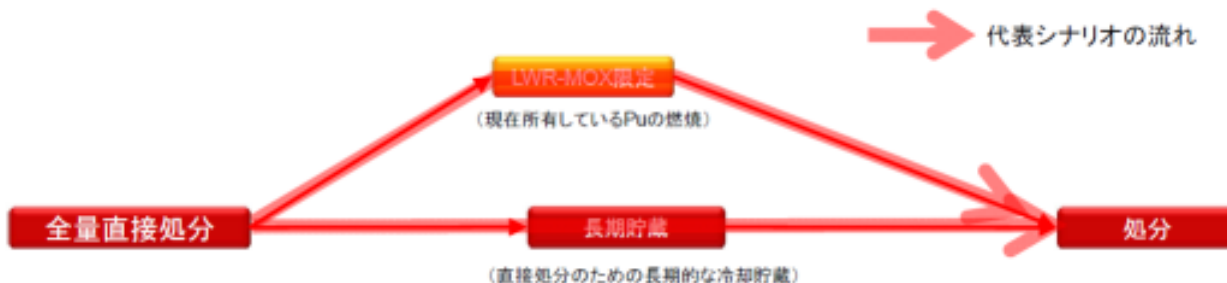 代表シナリオの流れ
LWR-MOX限定
(現在所有しているPuの燃焼)
全量直接処分
長期貯蔵
処分
(直接処分のための長期的な冷却貯蔵)